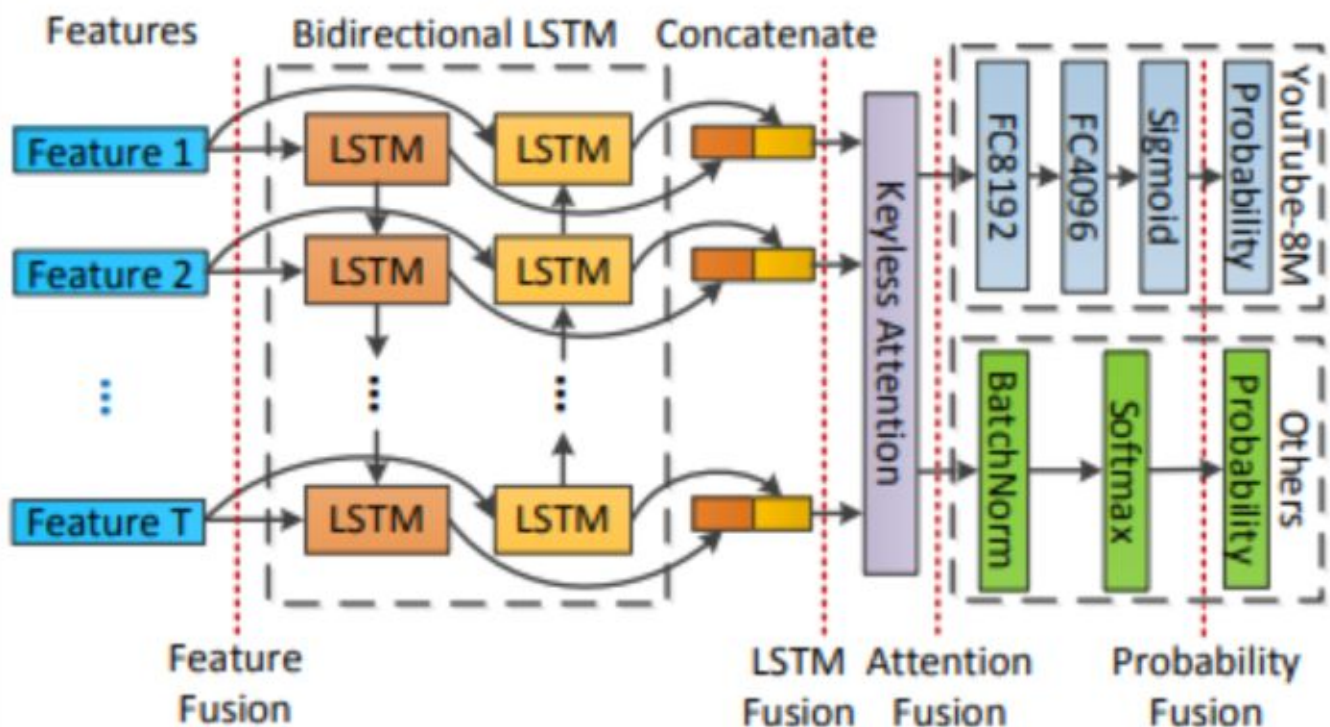 Features
Bidirectional LSTM
Concatenate
Feature 1
LSTM
LSTM
Feature 2
LSTM
LSTM
...
...
...
Feature T
LSTM
LSTM
Keyless Attention
FC8192
FC4096
Sigmoid
Probability
YouTube-8M
BatchNorm
Softmax
Probability
Others
Feature
Fusion
LSTM
Fusion
Attention
Fusion
Probability
Fusion